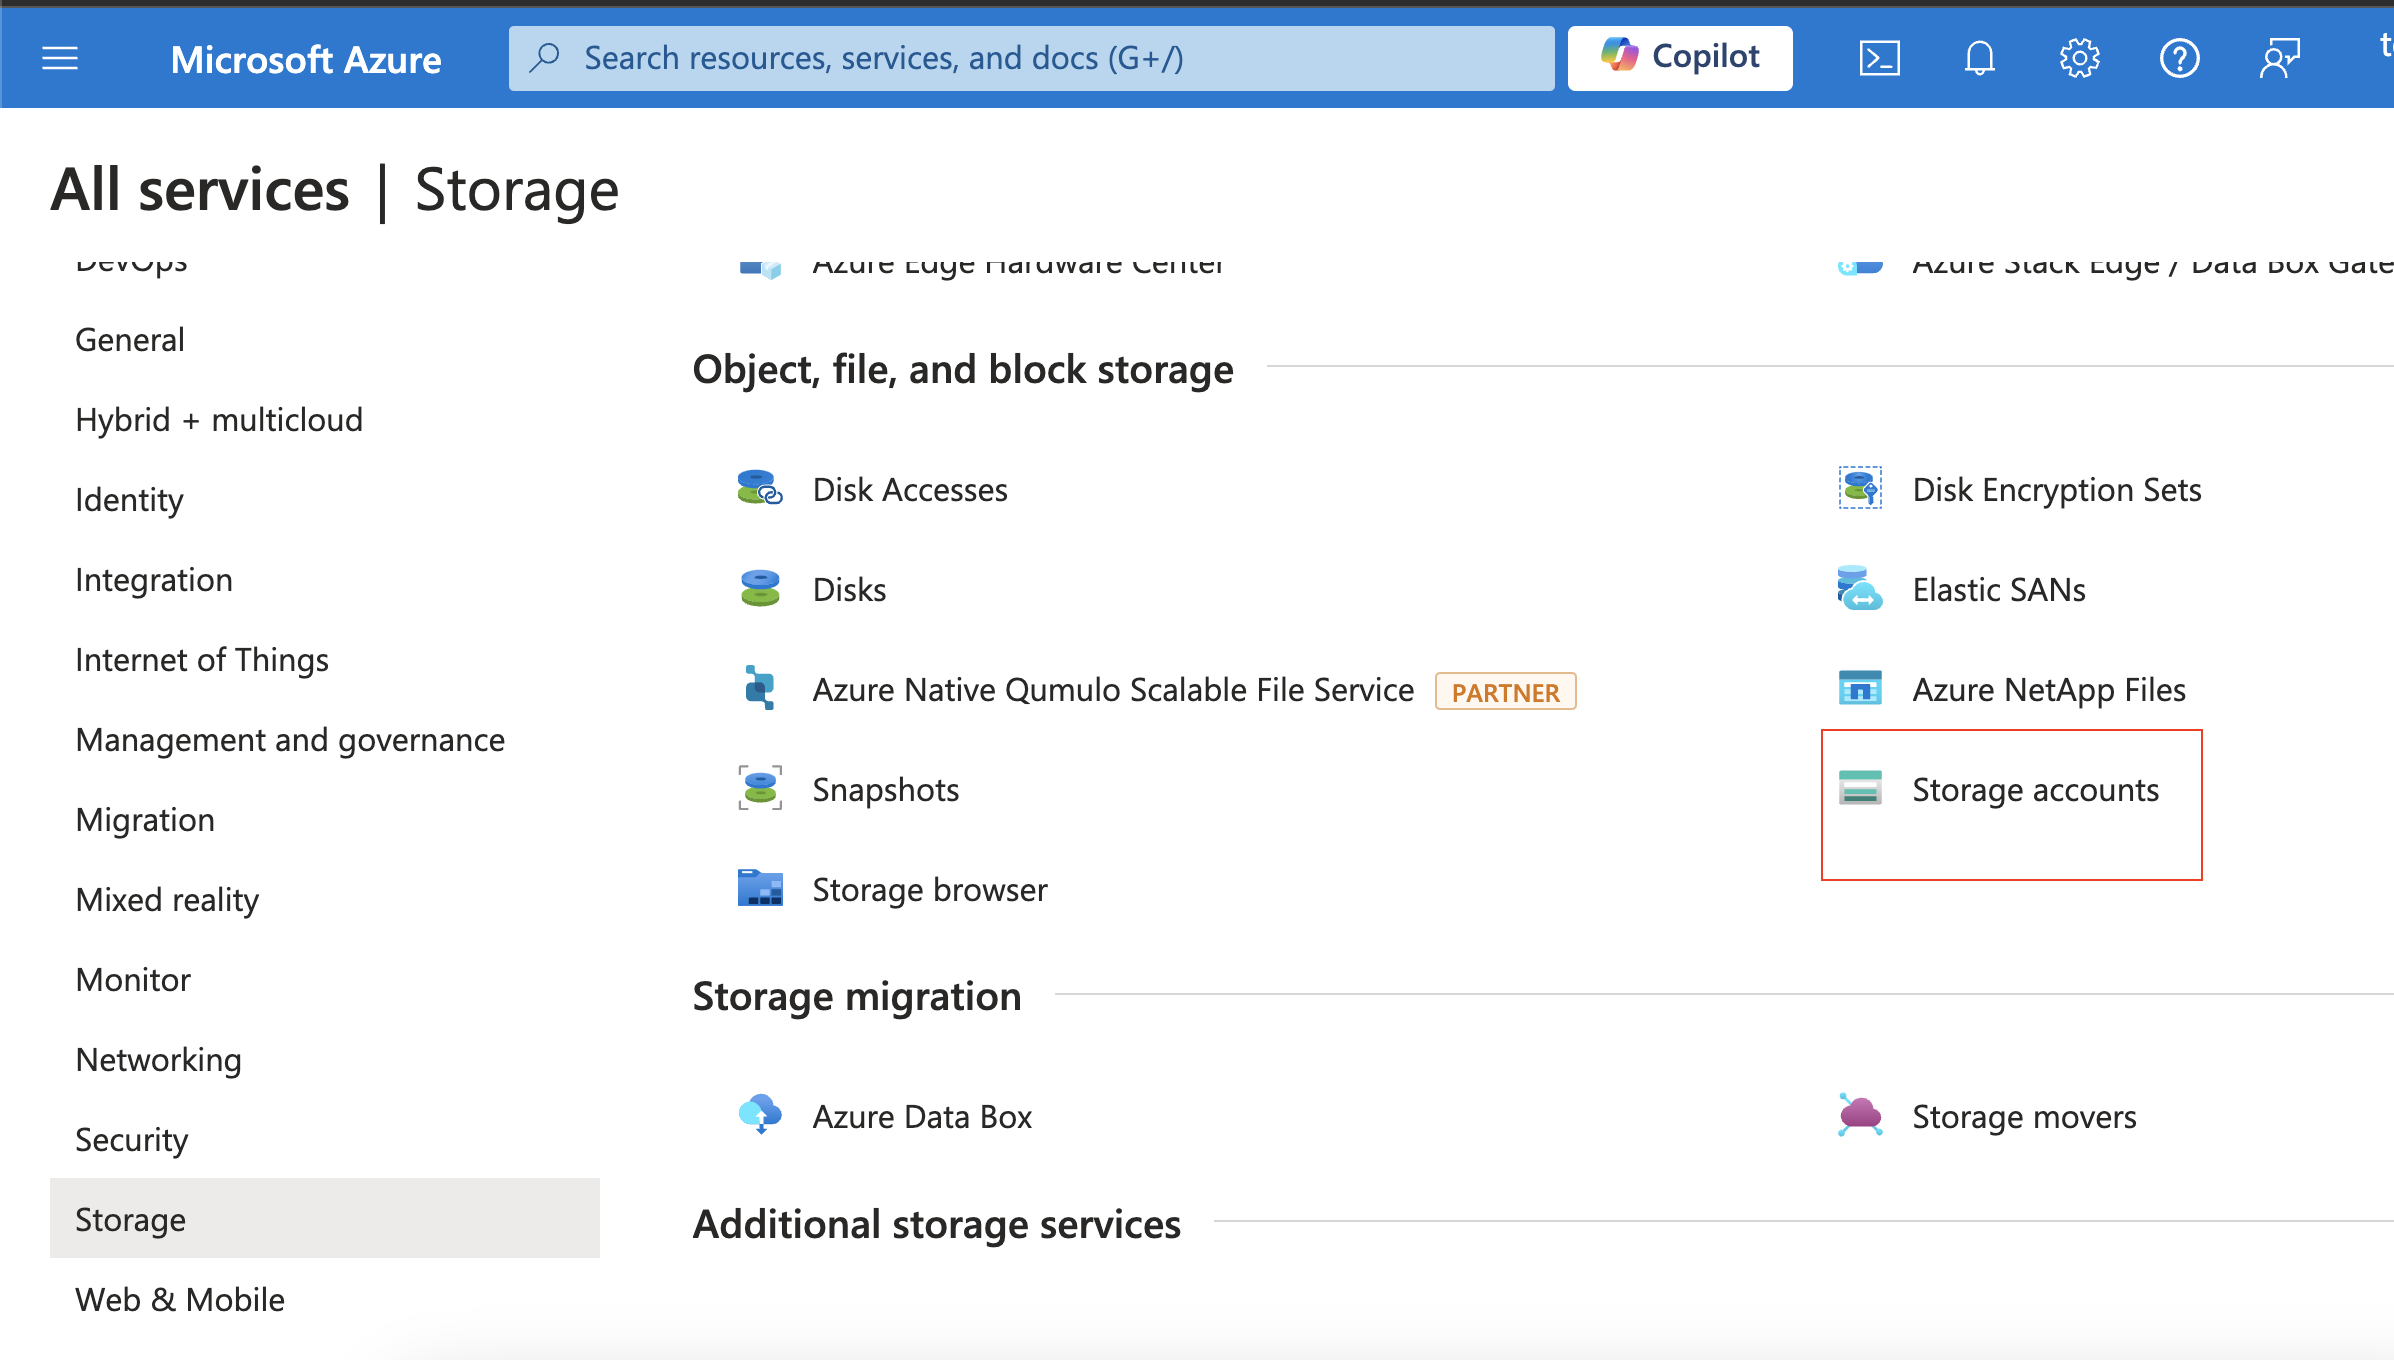 Microsoft Azure
Search resources, services, and docs (G+/)
Copilot
All services | Storage
DevOps
General
Hybrid + multicloud
Identity
Integration
Internet of Things
Management and governance
Migration
Mixed reality
Monitor
Networking
Security
Storage
Web & Mobile
Azure Edge Hardware Center
Azure Stack Edge / Data Box
Object, file, and block storage
Disk Accesses
Disk Encryption Sets
Disks
Elastic SANs
Azure Native Qumulo Scalable File Service PARTNER
Azure NetApp Files
Snapshots
Storage accounts
Storage browser
Storage migration
Azure Data Box
Storage movers
Additional storage services